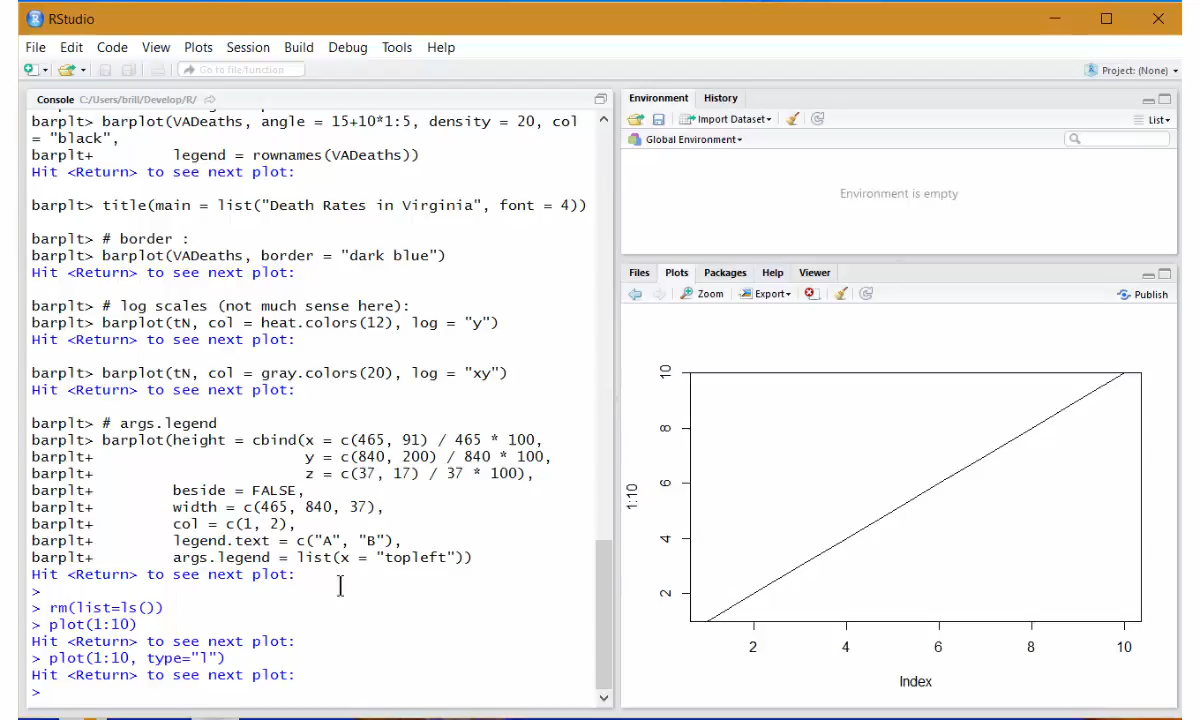 RStudio
File Edit Code View Plots Session Build Debug Tools Help
Go to file/function
Project: (None)
Console C:/Users/brill/Develop/R/
barplt> barplot(VADeaths, angle = 15+10*1:5, density = 20, col
= "black",
barplt+ legend = rownames(VADeaths))
Hit <Return> to see next plot:
barplt> title(main = list("Death Rates in Virginia", font = 4))
barplt> # border :
barplt> barplot(VADeaths, border = "dark blue")
Hit <Return> to see next plot:
barplt> # log scales (not much sense here):
barplt> barplot(tN, col = heat.colors(12), log = "y")
Hit <Return> to see next plot:
barplt> barplot(tN, col = gray.colors(20), log = "xy")
Hit <Return> to see next plot:
barplt> # args.legend
barplt> barplot(height = cbind(x = c(465, 91) / 465 * 100,
barplt+ y = c(840, 200) / 840 * 100,
barplt+ z = c(37, 17) / 37 * 100),
barplt+ beside = FALSE,
barplt+ width = c(465, 840, 37),
barplt+ col = c(1, 2),
barplt+ legend.text = c("A", "B"),
barplt+ args.legend = list(x = "topleft"))
Hit <Return> to see next plot:
>
> rm(list=ls())
> plot(1:10)
Hit <Return> to see next plot:
> plot(1:10, type="l")
Hit <Return> to see next plot:
>
Environment History
Import Dataset
List
Global Environment
Environment is empty
Files Plots Packages Help Viewer
Zoom Export Publish
10
8
6
4
2
1:10
2 4 6 8 10
Index